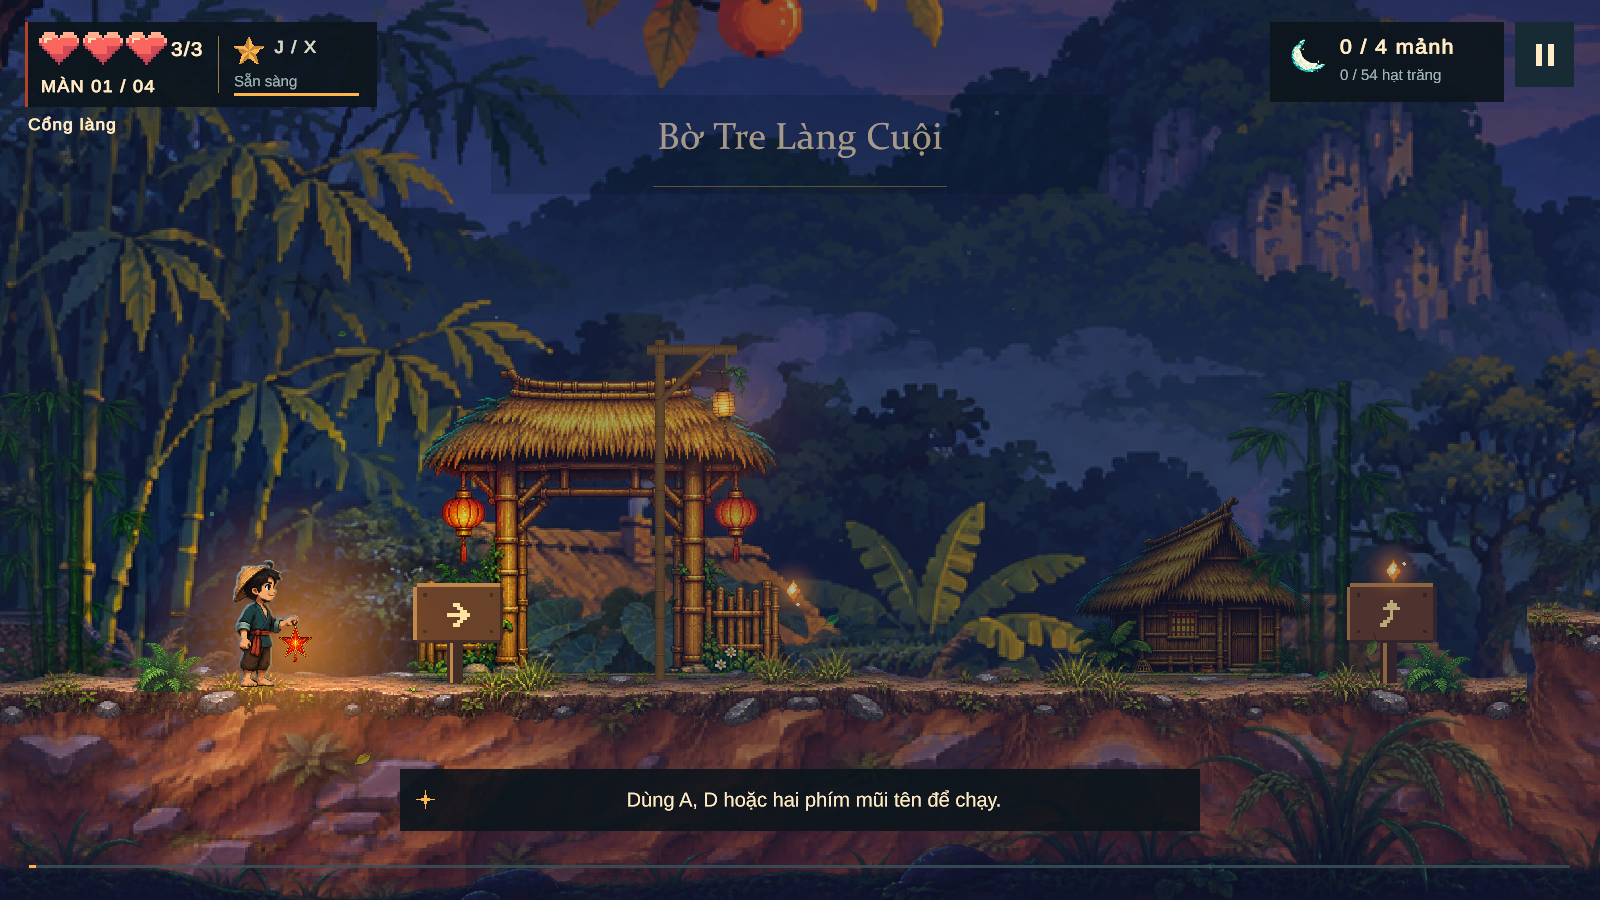 3/3
J / X
Sẵn sàng
MÀN 01 / 04
Cổng làng
0 / 4 mảnh
0 / 54 hạt trăng
Bờ Tre Làng Cuội
Dùng A, D hoặc hai phím mũi tên để chạy.